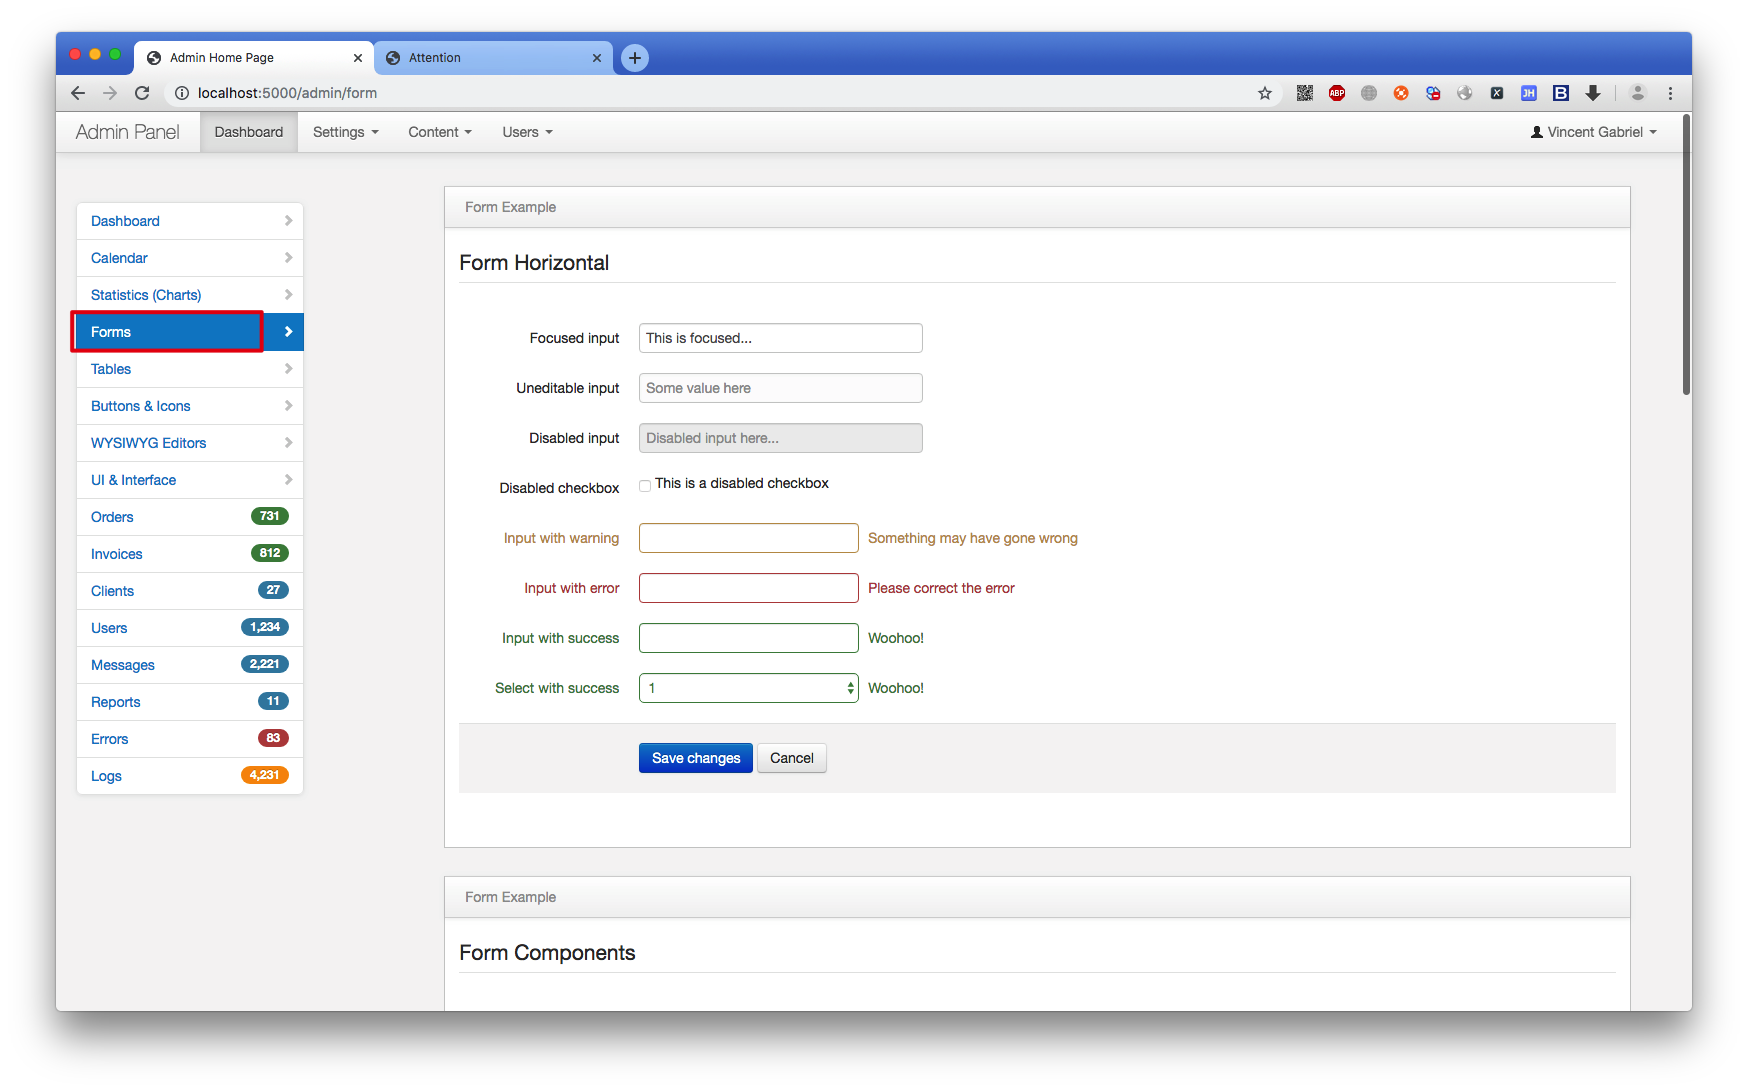 Admin Home Page
Attention
localhost:5000/admin/form
ABP
X
JH
B
Admin Panel
Dashboard
Settings
Content
Users
Vincent Gabriel
Dashboard
Calendar
Statistics (Charts)
Forms
Tables
Buttons & Icons
WYSIWYG Editors
UI & Interface
Orders 731
Invoices 812
Clients 27
Users 1,234
Messages 2,221
Reports 11
Errors 83
Logs 4,231
Form Example
Form Horizontal
Focused input This is focused...
Uneditable input Some value here
Disabled input Disabled input here...
Disabled checkbox This is a disabled checkbox
Input with warning Something may have gone wrong
Input with error Please correct the error
Input with success Woohoo!
Select with success 1 Woohoo!
Save changes Cancel
Form Example
Form Components